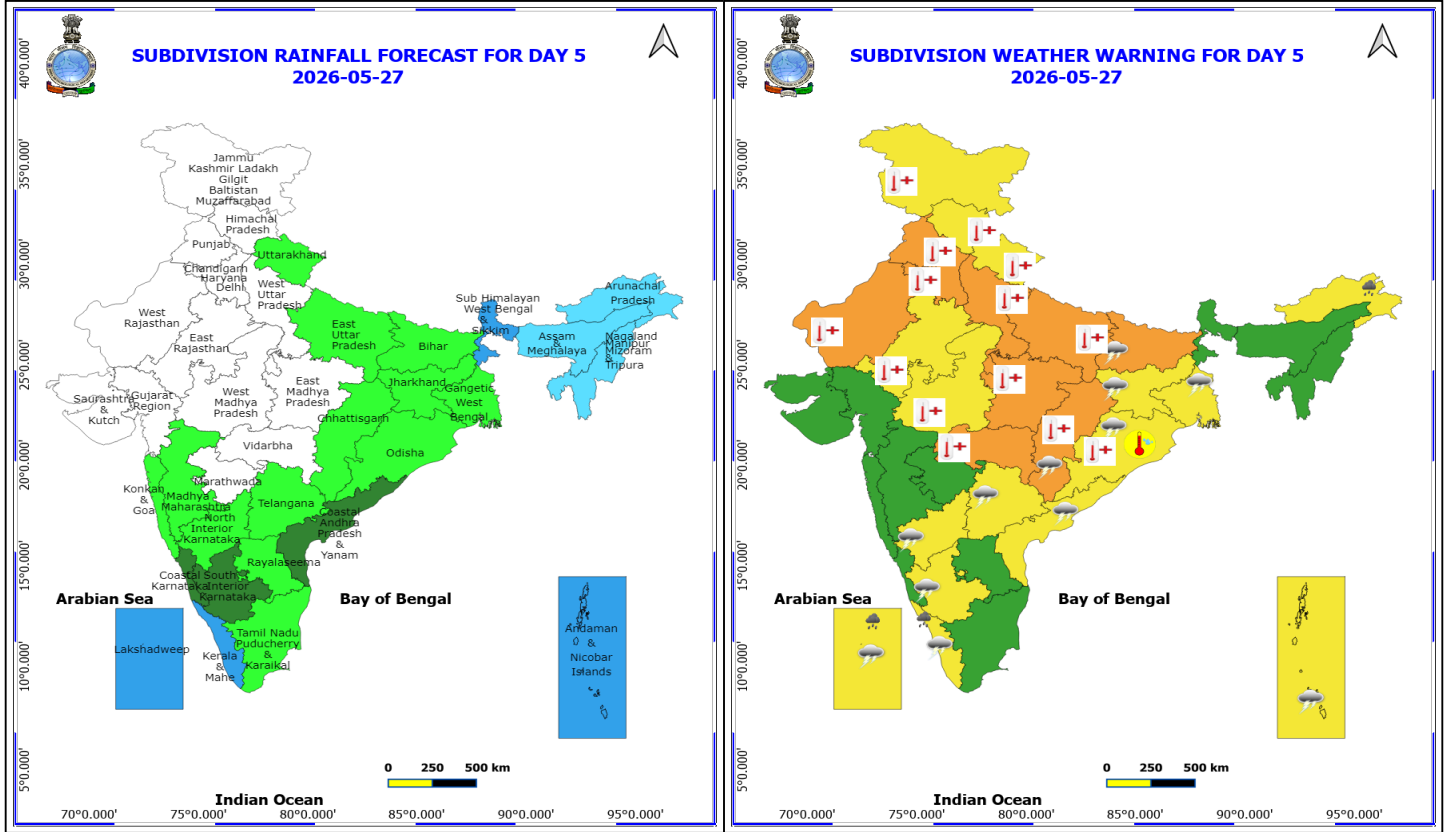 SUBDIVISION RAINFALL FORECAST FOR DAY 5
2026-05-27
40°0.000'
35°0.000'
30°0.000'
25°0.000'
20°0.000'
15°0.000'
10°0.000'
5°0.000'
Jammu
Kashmir Ladakh
Gilgit
Baltistan
Muzaffarabad
Himachal
Pradesh
Punjab
Uttarakhand
Chandigarh
Haryana
Delhi
West
Uttar
Pradesh
West
Rajasthan
East
Rajasthan
East
Uttar
Pradesh
Bihar
Sub Himalayan
West Bengal
&
Sikkim
Arunachal
Pradesh
Assam
&
Meghalaya
Nagaland
Manipur
Mizoram
&
Tripura
Jharkhand
Gangetic
West
Bengal
Saurashtra
&
Kutch
Gujarat
Region
West
Madhya
Pradesh
East
Madhya
Pradesh
Chhattisgarh
Vidarbha
Odisha
Marathwada
Konkan
&
Goa
Madhya
Maharashtra
Telangana
North
Interior
Karnataka
Coastal
Andhra
Pradesh
&
Yanam
Rayalaseema
Coastal
Karnataka
South
Interior
Karnataka
Tamil Nadu
Puducherry
&
Karaikal
Kerala
&
Mahe
Lakshadweep
Andaman
&
Nicobar
Islands
Arabian Sea
Bay of Bengal
0 250 500 km
Indian Ocean
70°0.000' 75°0.000' 80°0.000' 85°0.000' 90°0.000' 95°0.000'
SUBDIVISION WEATHER WARNING FOR DAY 5
2026-05-27
40°0.000'
35°0.000'
30°0.000'
25°0.000'
20°0.000'
15°0.000'
10°0.000'
5°0.000'
Arabian Sea
Bay of Bengal
0 250 500 km
Indian Ocean
70°0.000' 75°0.000' 80°0.000' 85°0.000' 90°0.000' 95°0.000'